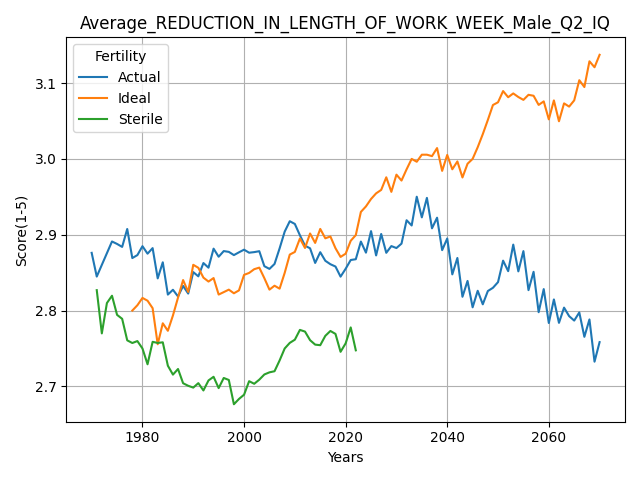 Average_REDUCTION_IN_LENGTH_OF_WORK_WEEK_Male_Q2_IQ
Fertility
Actual
Ideal
Sterile
3.1
3.0
2.9
2.8
2.7
Score(1-5)
1980
2000
2020
2040
2060
Years